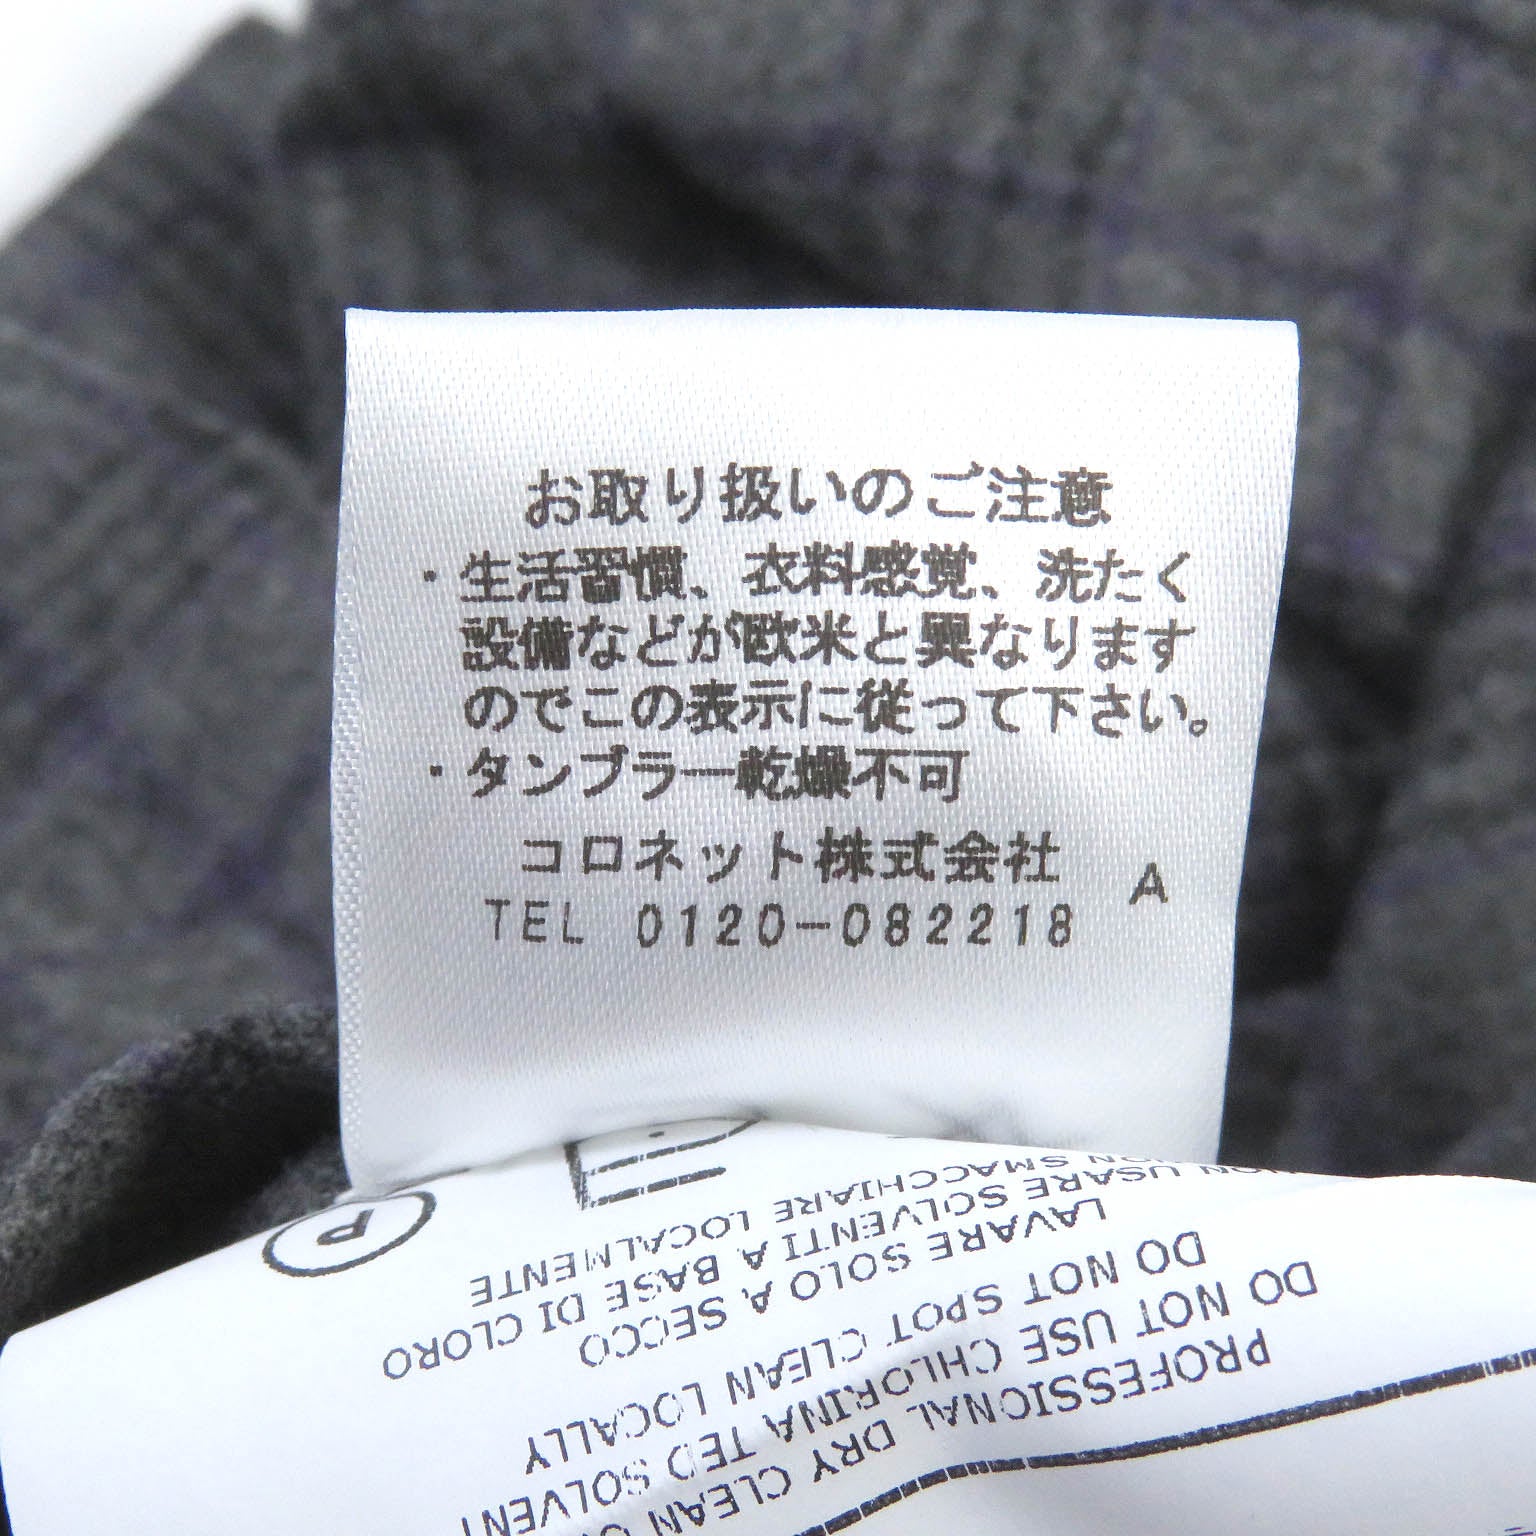 お取り扱いのご注意
・生活習慣、衣料感覚、洗たく
設備などが欧米と異なります
のでこの表示に従って下さい。
・タンブラー乾燥不可
コロネット株式会社
TEL 0120-082218
A
PROFESSIONAL DRY CLEAN
DO NOT USE CHLORINA TED SOLVENT
DO NOT SPOT CLEAN LOCALLY
LAVARE SOLO A SECCO
NON USARE SOLVENTI A BASE DI CLORO
NON SMACCHIARE LOCALMENTE
P